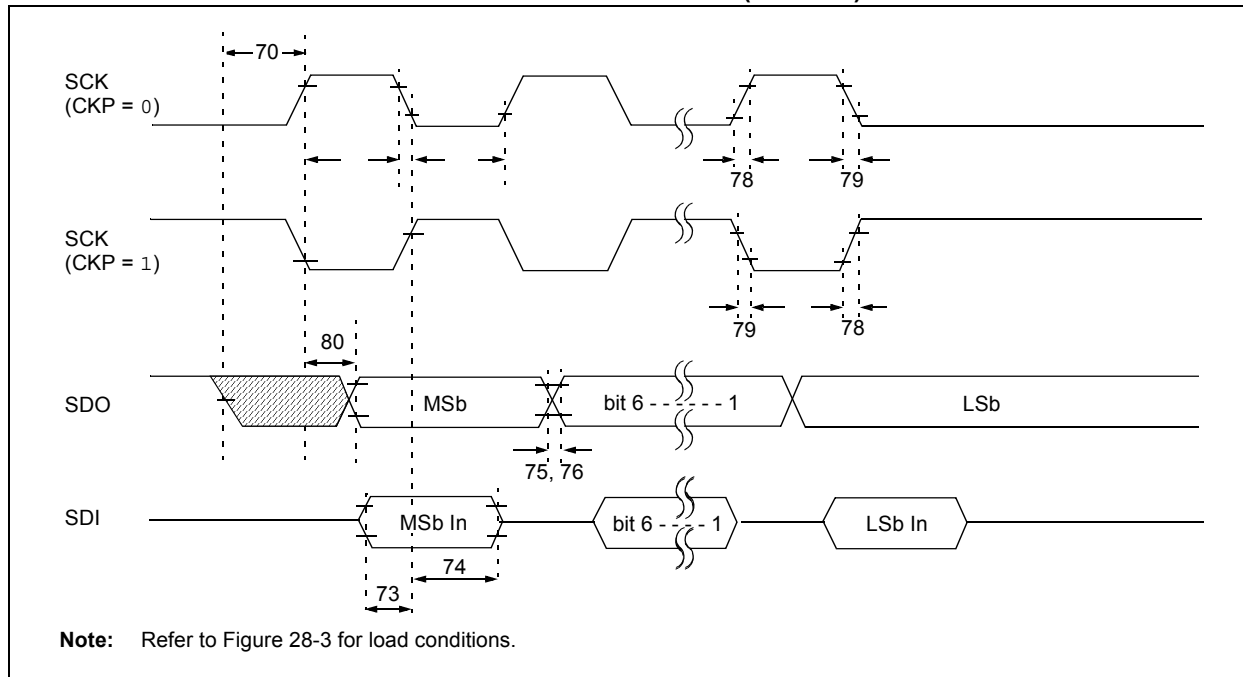 70
SCK
(CKP = 0)
78
79
SCK
(CKP = 1)
79
78
80
SDO
MSb
bit 6 - - - - - - 1
LSb
75, 76
SDI
MSb In
bit 6 - - - - 1
LSb In
74
73
Note: Refer to Figure 28-3 for load conditions.